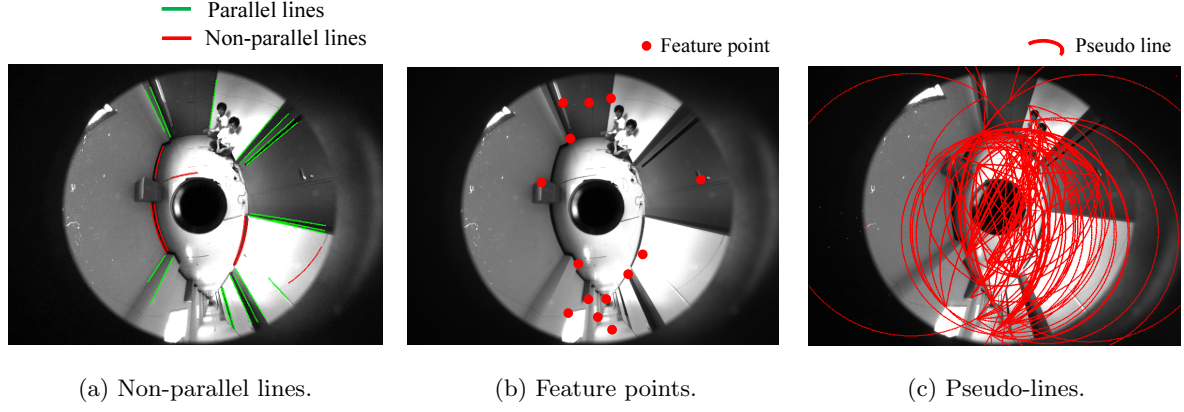 Parallel lines
Non-parallel lines
Feature point
Pseudo line
(a) Non-parallel lines.
(b) Feature points.
(c) Pseudo-lines.